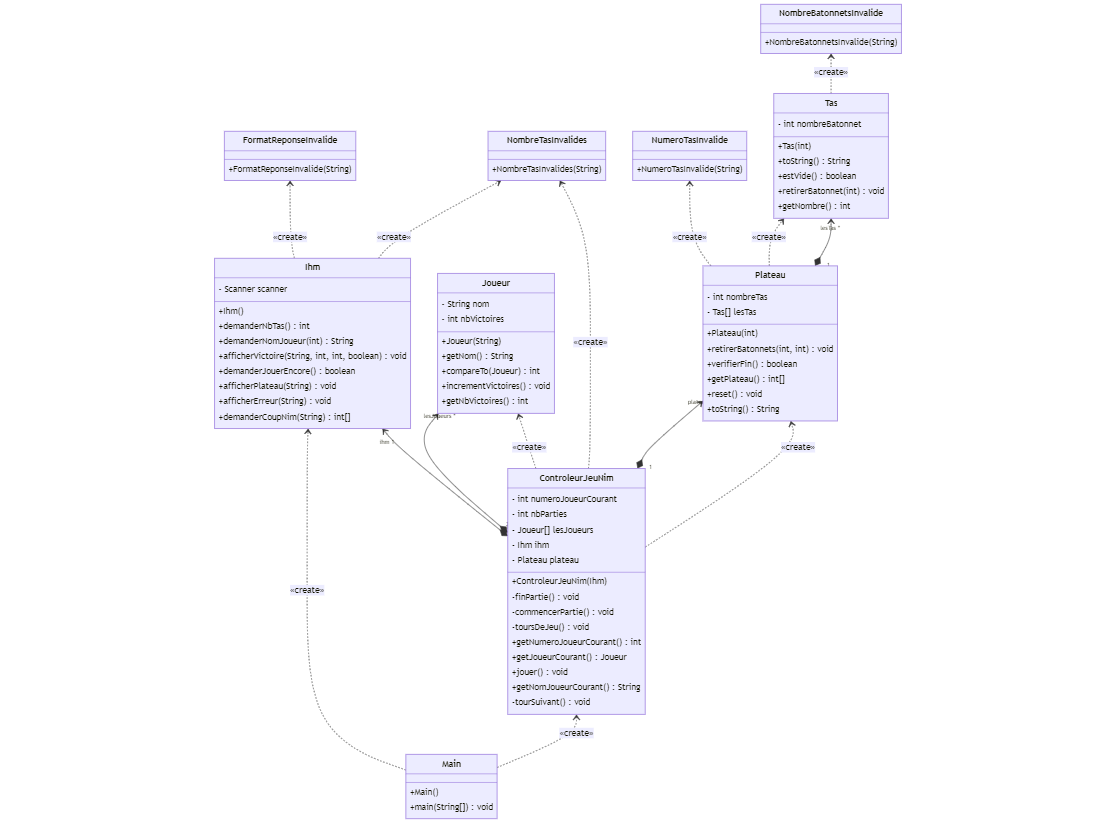 NombreBatonnetsInvalide
+NombreBatonnetsInvalide(String)
«create»
Tas
- int nombreBatonnet
+Tas(int)
+toString() : String
+estVide() : boolean
+retirerBatonnet(int) : void
+getNombre() : int
FormatReponseInvalide
+FormatReponseInvalide(String)
NombreTasInvalides
+NombreTasInvalides(String)
NumeroTasInvalide
+NumeroTasInvalide(String)
«create»
«create»
«create»
«create»
Ihm
- Scanner scanner
+Ihm()
+demanderNbTas() : int
+demanderNomJoueur(int) : String
+afficherVictoire(String, int, int, boolean) : void
+demanderJouerEncore() : boolean
+afficherPlateau(String) : void
+afficherErreur(String) : void
+demanderCoupNim(String) : int[]
Joueur
- String nom
- int nbVictoires
+Joueur(String)
+getNom() : String
+compareTo(Joueur) : int
+incrementVictoires() : void
+getNbVictoires() : int
«create»
Plateau
- int nombreTas
- Tas[] lesTas
+Plateau(int)
+retirerBatonnets(int, int) : void
+verifierFin() : boolean
+getPlateau() : int[]
+reset() : void
+toString() : String
ihm 1
«create»
«create»
1
ControleurJeuNim
- int numeroJoueurCourant
- int nbParties
- Joueur[] lesJoueurs
- Ihm ihm
- Plateau plateau
+ControleurJeuNim(Ihm)
-finPartie() : void
-commencerPartie() : void
-toursDeJeu() : void
+getNumeroJoueurCourant() : int
+getJoueurCourant() : Joueur
+jouer() : void
+getNomJoueurCourant() : String
-tourSuivant() : void
«create»
«create»
Main
+Main()
+main(String[]) : void